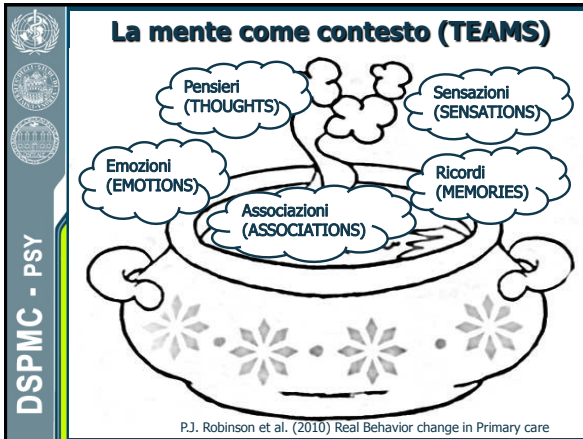 La mente come contesto (TEAMS)
Pensieri
(THOUGHTS)
Sensazioni
(SENSATIONS)
Emozioni
(EMOTIONS)
Ricordi
(MEMORIES)
Associazioni
(ASSOCIATIONS)
DSPMC - PSY
P.J. Robinson et al. (2010) Real Behavior change in Primary care